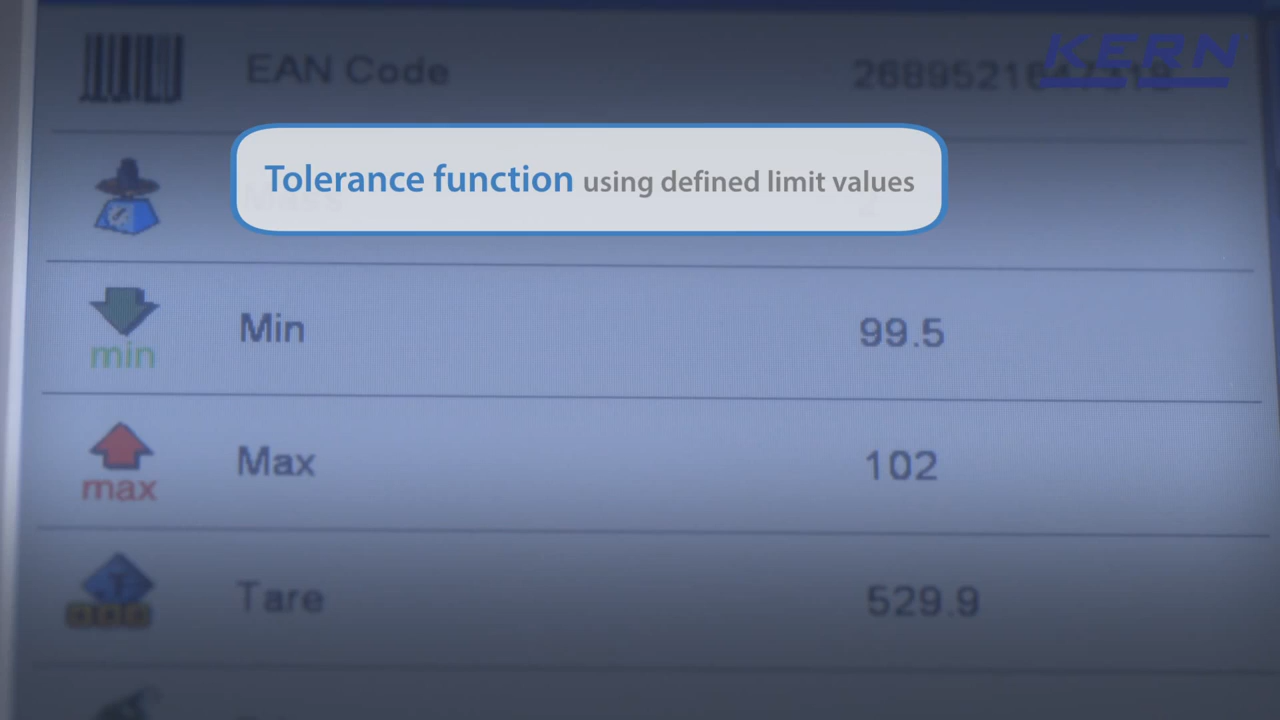 KERN
EAN Code
Tolerance function using defined limit values
min
Min
99.5
max
Max
102
Tare
529.9